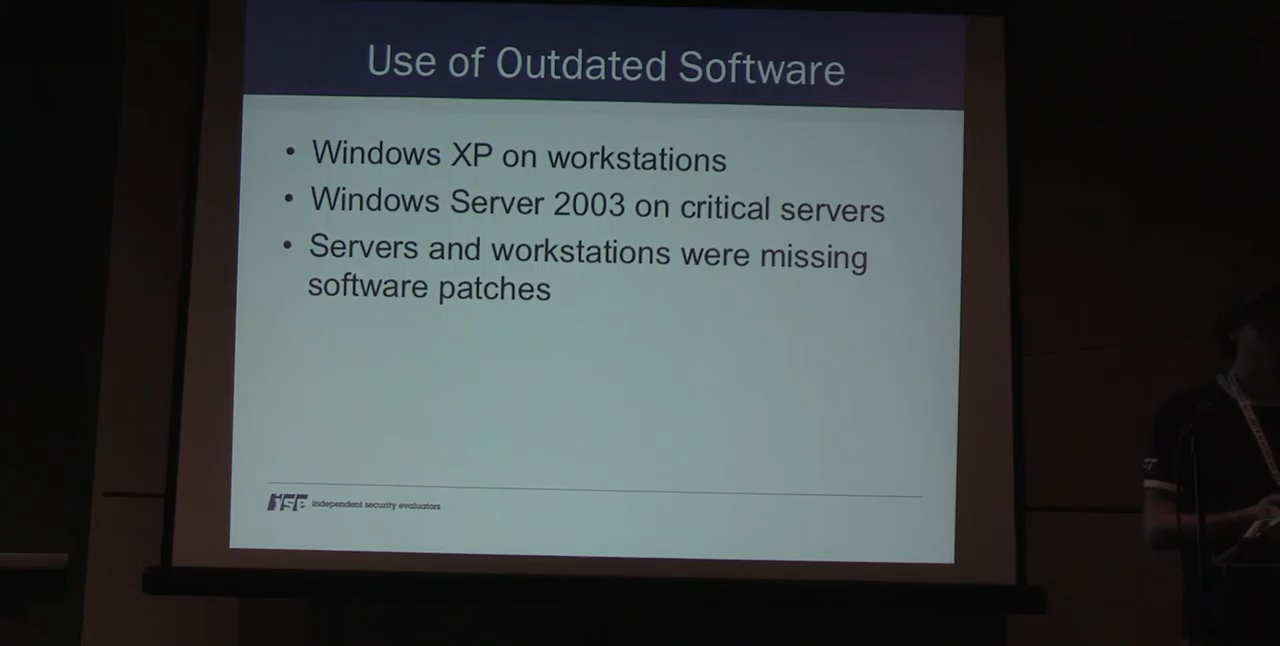 Use of Outdated Software
• Windows XP on workstations
• Windows Server 2003 on critical servers
• Servers and workstations were missing
software patches
ise independent security evaluators